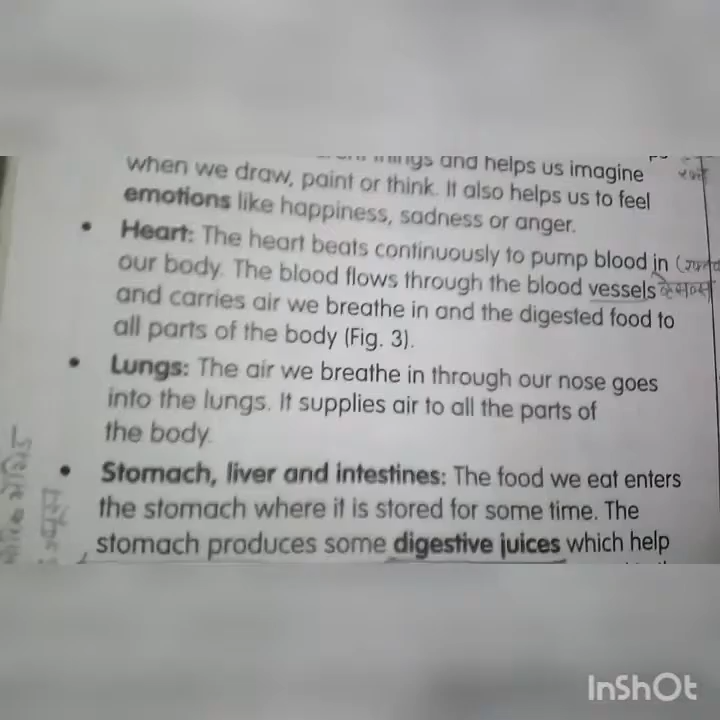 things and helps us imagine
when we draw, paint or think. It also helps us to feel
emotions like happiness, sadness or anger.
• Heart: The heart beats continuously to pump blood in
our body. The blood flows through the blood vessels
and carries air we breathe in and the digested food to
all parts of the body (Fig. 3).
• Lungs: The air we breathe in through our nose goes
into the lungs. It supplies air to all the parts of
the body.
• Stomach, liver and intestines: The food we eat enters
the stomach where it is stored for some time. The
stomach produces some digestive juices which help
InShOt